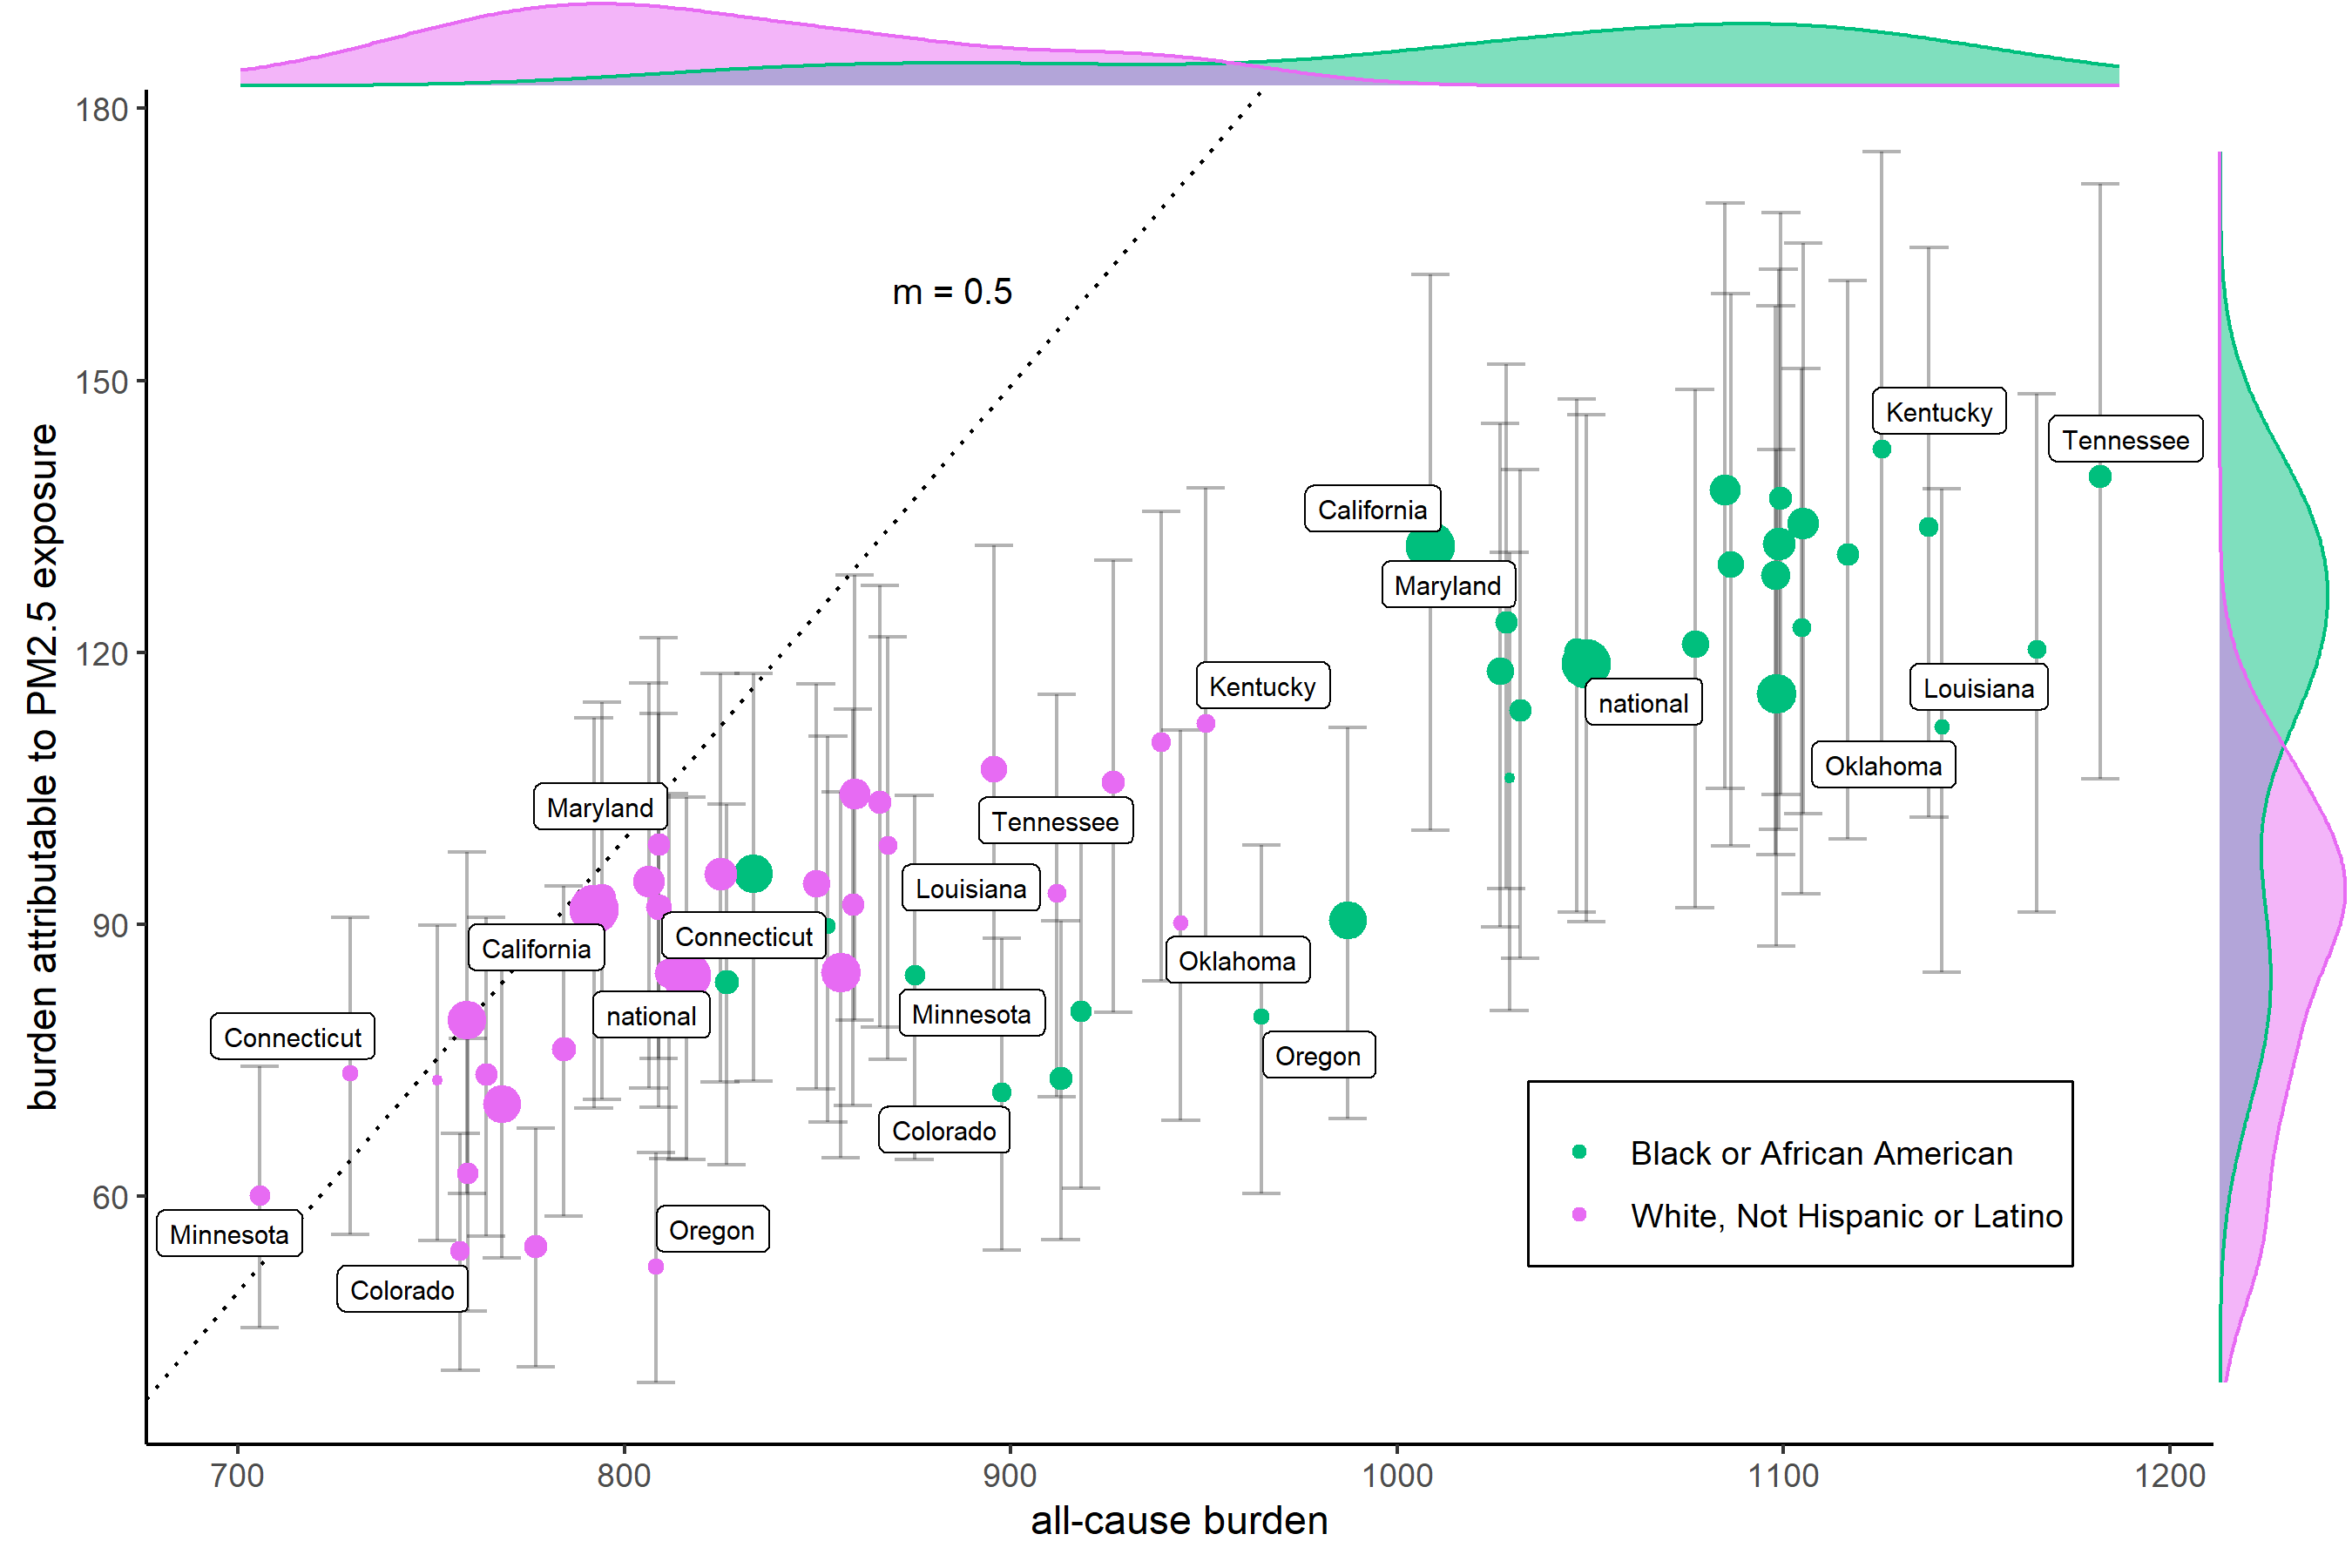 180
m = 0.5
150
Kentucky
Tennessee
California
Maryland
120
Kentucky
Louisiana
national
Oklahoma
Maryland
Tennessee
Louisiana
90
Connecticut
California
Oklahoma
national
Minnesota
Connecticut
Oregon
Colorado
60
Minnesota
Oregon
Colorado
Black or African American
White, Not Hispanic or Latino
burden attributable to PM2.5 exposure
700
800
900
1000
1100
1200
all-cause burden